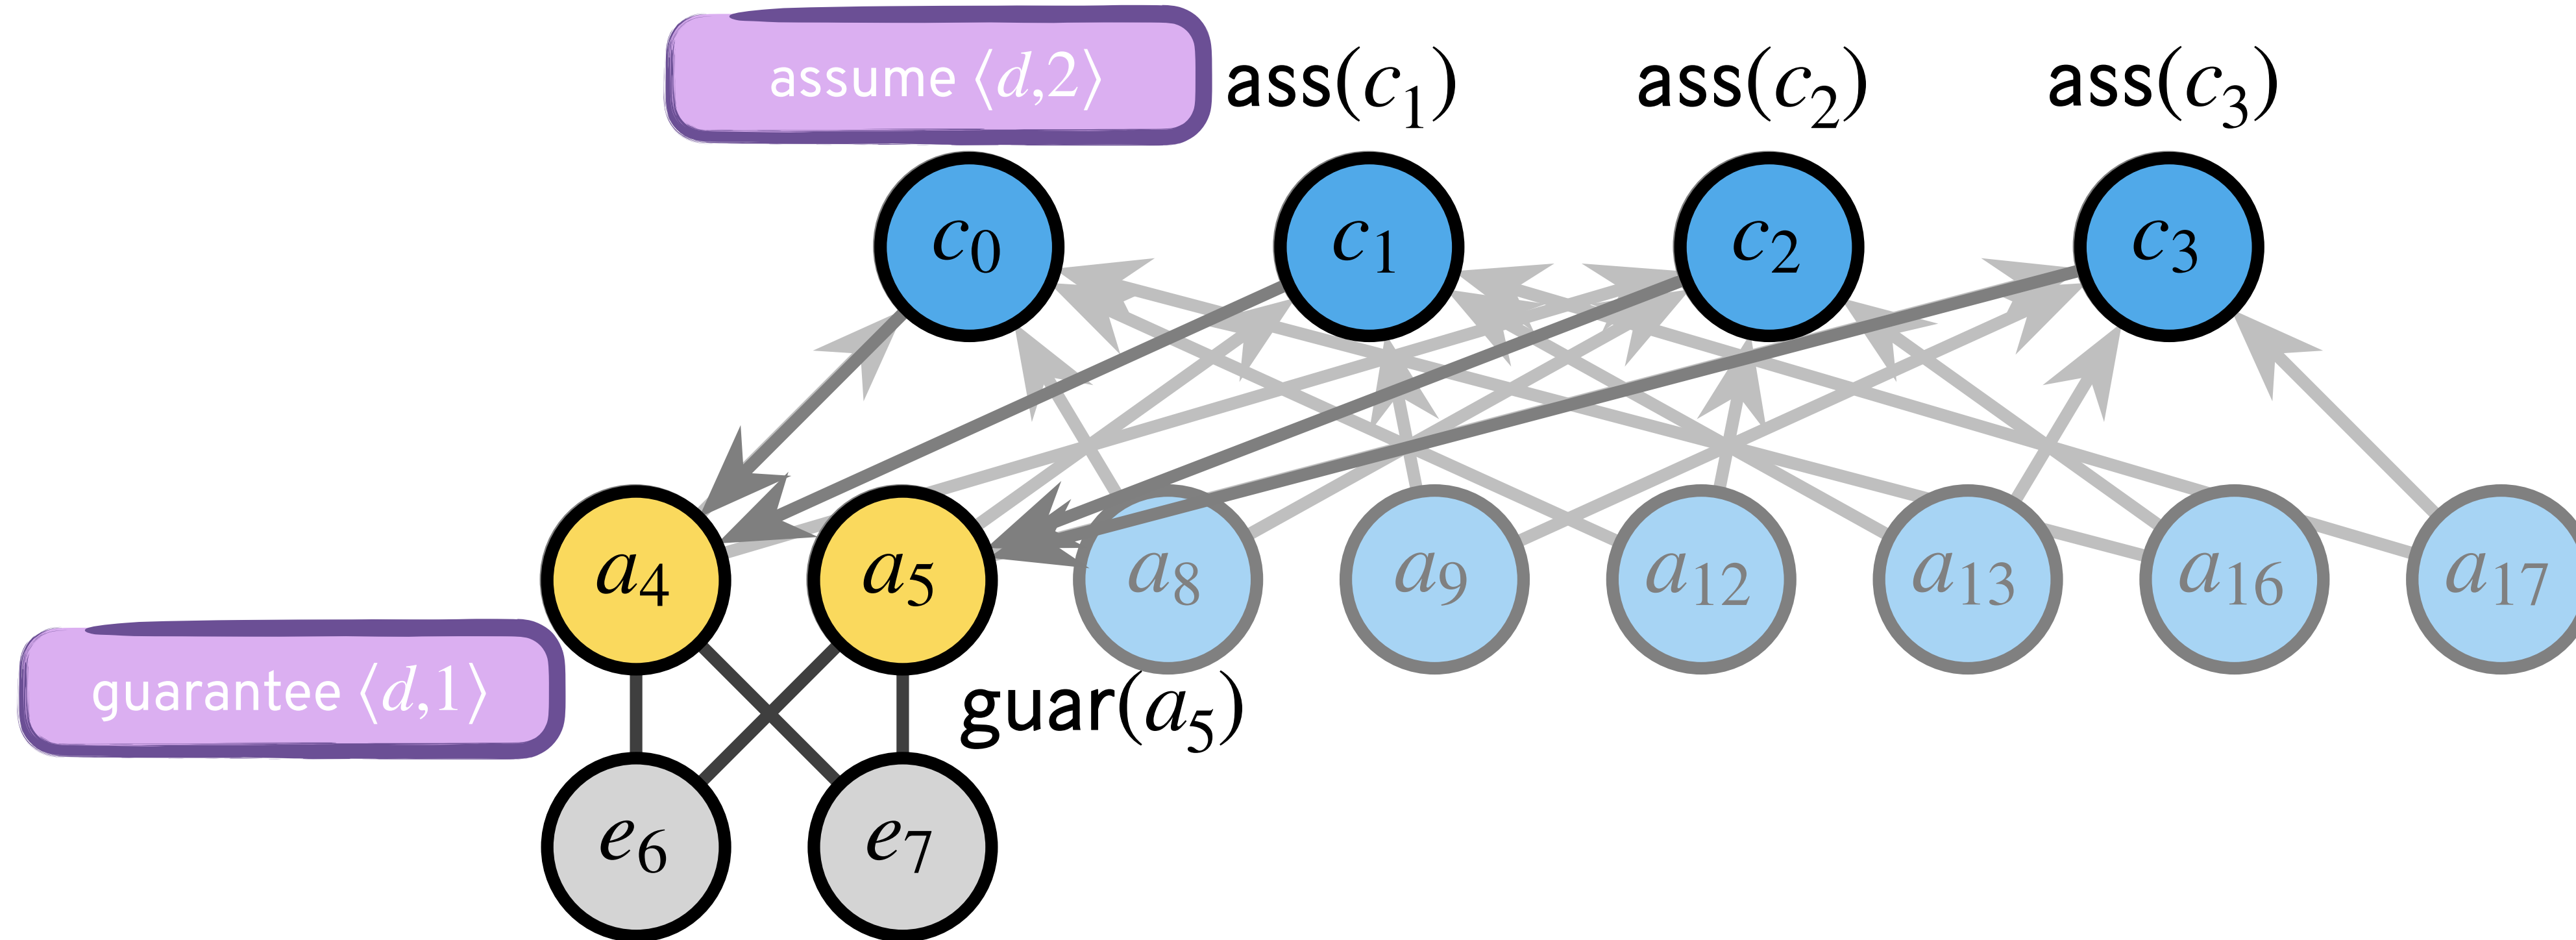 assume ⟨d,2⟩ ass(c₁) ass(c₂) ass(c₃)
c₀ c₁ c₂ c₃
a₄ a₅ a₈ a₉ a₁₂ a₁₃ a₁₆ a₁₇
guarantee ⟨d,1⟩ guar(a₅)
e₆ e₇